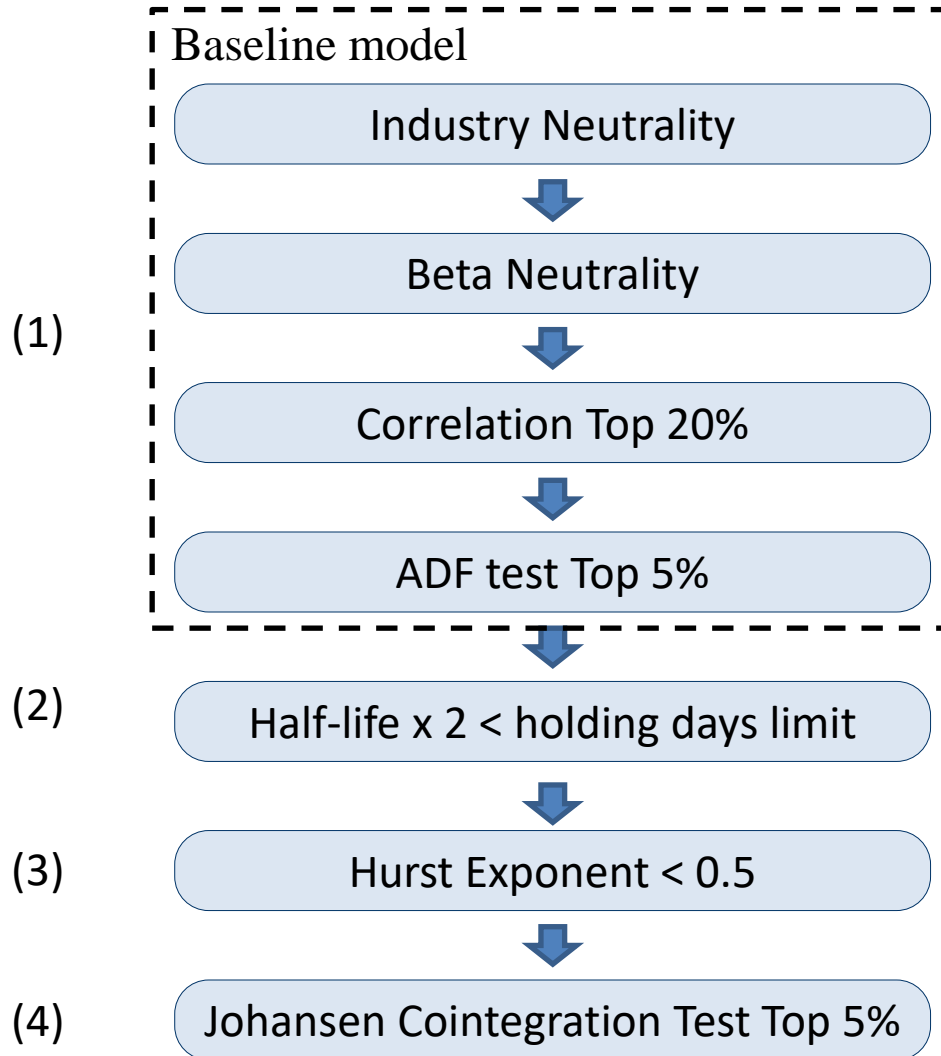 Baseline model
Industry Neutrality
Beta Neutrality
(1)
Correlation Top 20%
ADF test Top 5%
(2)
Half-life x 2 < holding days limit
(3)
Hurst Exponent < 0.5
(4)
Johansen Cointegration Test Top 5%